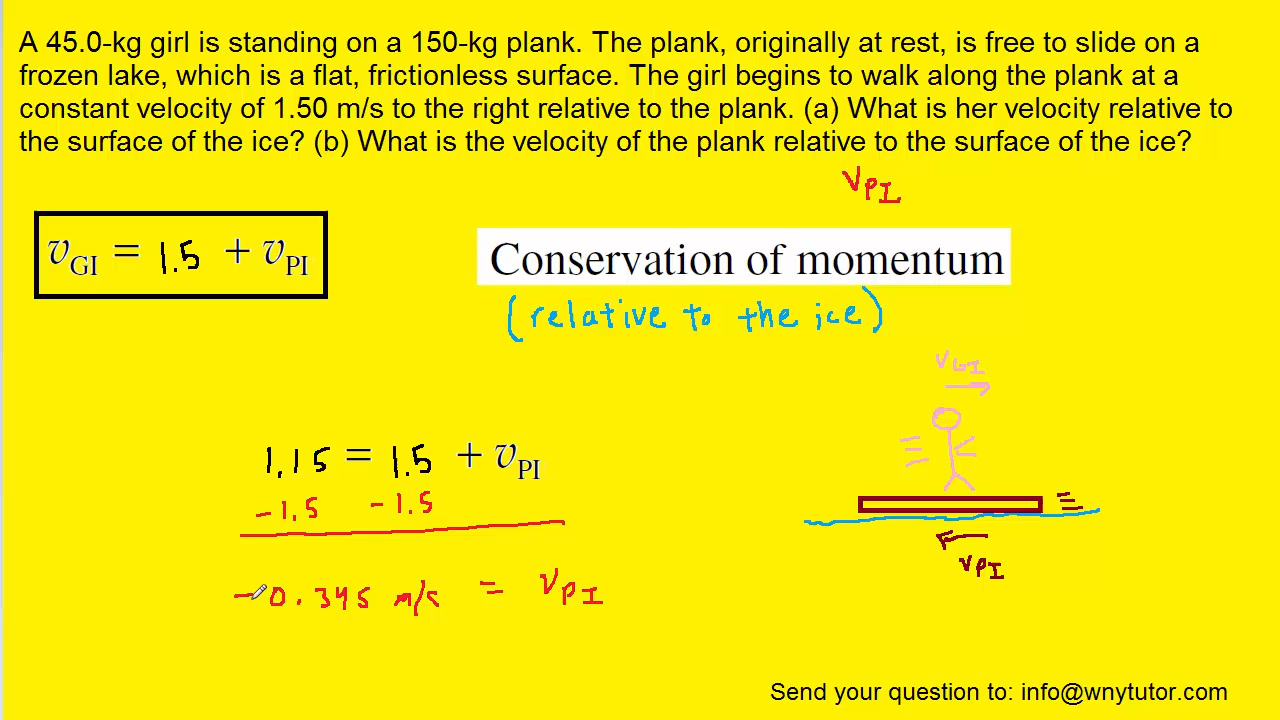 A 45.0-kg girl is standing on a 150-kg plank. The plank, originally at rest, is free to slide on a
frozen lake, which is a flat, frictionless surface. The girl begins to walk along the plank at a
constant velocity of 1.50 m/s to the right relative to the plank. (a) What is her velocity relative to
the surface of the ice? (b) What is the velocity of the plank relative to the surface of the ice?
vPI
vGI = 1.5 + vPI
Conservation of momentum
(relative to the ice)
vGI
1.15 = 1.5 + vPI
-1.5 -1.5
vPI
-0.345 m/s = vPI
Send your question to: info@wnytutor.com